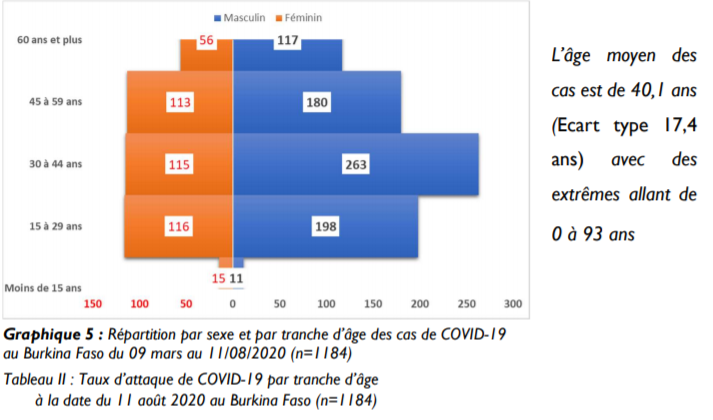 Masculin Féminin
60 ans et plus 56 117
45 à 59 ans 113 180
30 à 44 ans 115 263
15 à 29 ans 116 198
15 11
Moins de 15 ans
150 100 50 0 50 100 150 200 250 300
Graphique 5 : Répartition par sexe et par tranche d'âge des cas de COVID-19
au Burkina Faso du 09 mars au 11/08/2020 (n=1184)
Tableau II : Taux d'attaque de COVID-19 par tranche d'âge
à la date du 11 août 2020 au Burkina Faso (n=1184)
L'âge moyen des
cas est de 40,1 ans
(Ecart type 17,4
ans) avec des
extrêmes allant de
0 à 93 ans